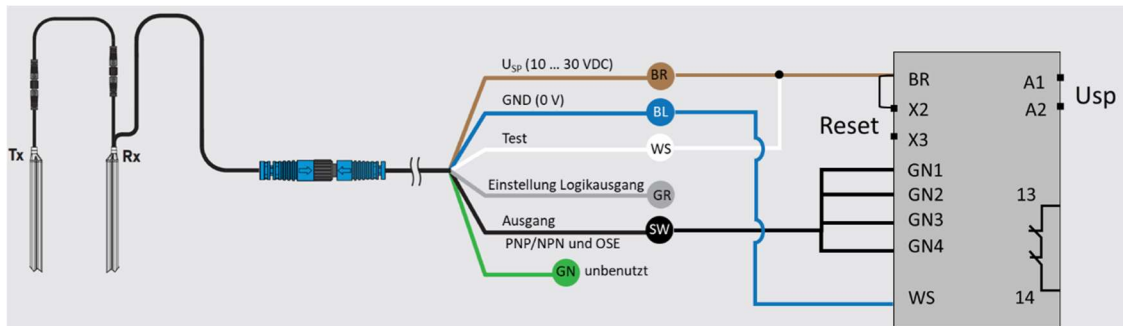 Tx
Rx
U_SP (10 ... 30 VDC)
BR
GND (0 V)
BL
Test
WS
Einstellung Logikausgang
GR
Ausgang
SW
PNP/NPN und OSE
GN
unbenutzt
BR
X2
Reset
X3
GN1
GN2
GN3
GN4
WS
A1
A2
Usp
13
14